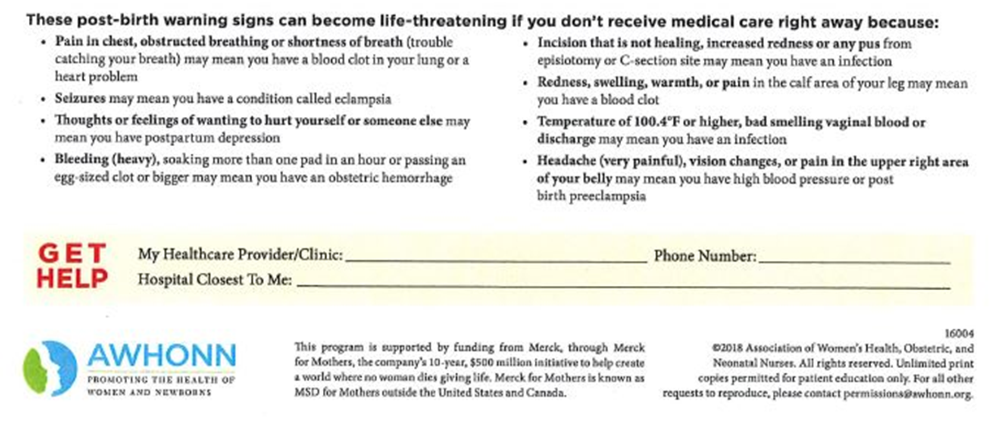 These post-birth warning signs can become life-threatening if you don't receive medical care right away because:
• Pain in chest, obstructed breathing or shortness of breath (trouble
catching your breath) may mean you have a blood clot in your lung or a
heart problem
• Seizures may mean you have a condition called eclampsia
• Thoughts or feelings of wanting to hurt yourself or someone else may
mean you have postpartum depression
• Bleeding (heavy), soaking more than one pad in an hour or passing an
egg-sized clot or bigger may mean you have an obstetric hemorrhage
• Incision that is not healing, increased redness or any pus from
episiotomy or C-section site may mean you have an infection
• Redness, swelling, warmth, or pain in the calf area of your leg may mean
you have a blood clot
• Temperature of 100.4°F or higher, bad smelling vaginal blood or
discharge may mean you have an infection
• Headache (very painful), vision changes, or pain in the upper right area
of your belly may mean you have high blood pressure or post
birth preeclampsia
GET
HELP
My Healthcare Provider/Clinic: Phone Number:
Hospital Closest To Me:
AWHONN
PROMOTING THE HEALTH OF
WOMEN AND NEWBORNS
This program is supported by funding from Merck, through Merck
for Mothers, the company's 10-year, $500 million initiative to help create
a world where no woman dies giving life. Merck for Mothers is known as
MSD for Mothers outside the United States and Canada.
16004
©2018 Association of Women's Health, Obstetric, and
Neonatal Nurses. All rights reserved. Unlimited print
copies permitted for patient education only. For all other
requests to reproduce, please contact permissions@awhonn.org.